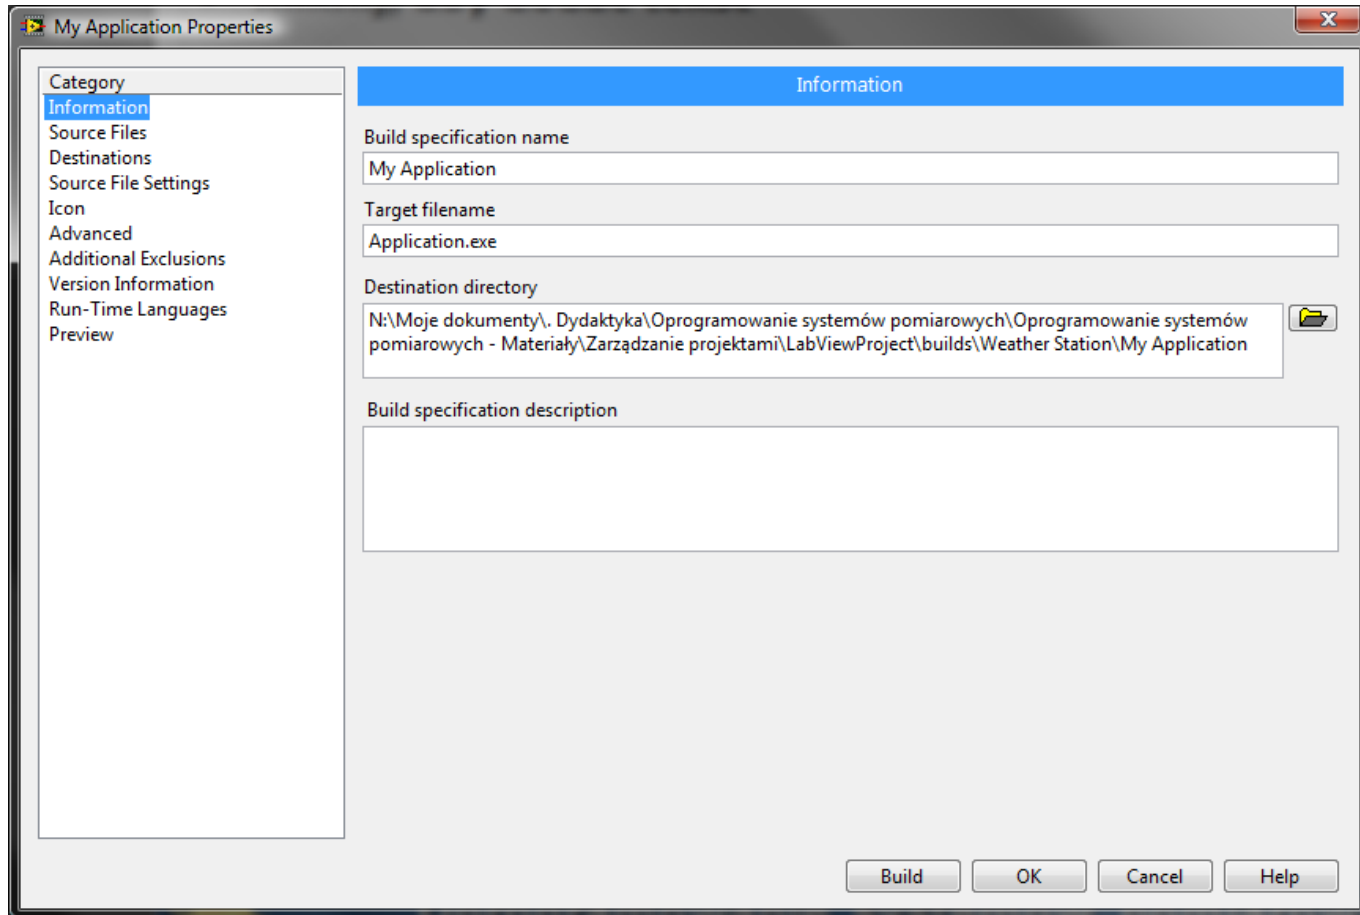 My Application Properties
Category
Information
Source Files
Destinations
Source File Settings
Icon
Advanced
Additional Exclusions
Version Information
Run-Time Languages
Preview
Information
Build specification name
My Application
Target filename
Application.exe
Destination directory
N:\Moje dokumenty\. Dydaktyka\Oprogramowanie systemów pomiarowych\Oprogramowanie systemów
pomiarowych - Materiały\Zarządzanie projektami\LabViewProject\builds\Weather Station\My Application
Build specification description
Build
OK
Cancel
Help